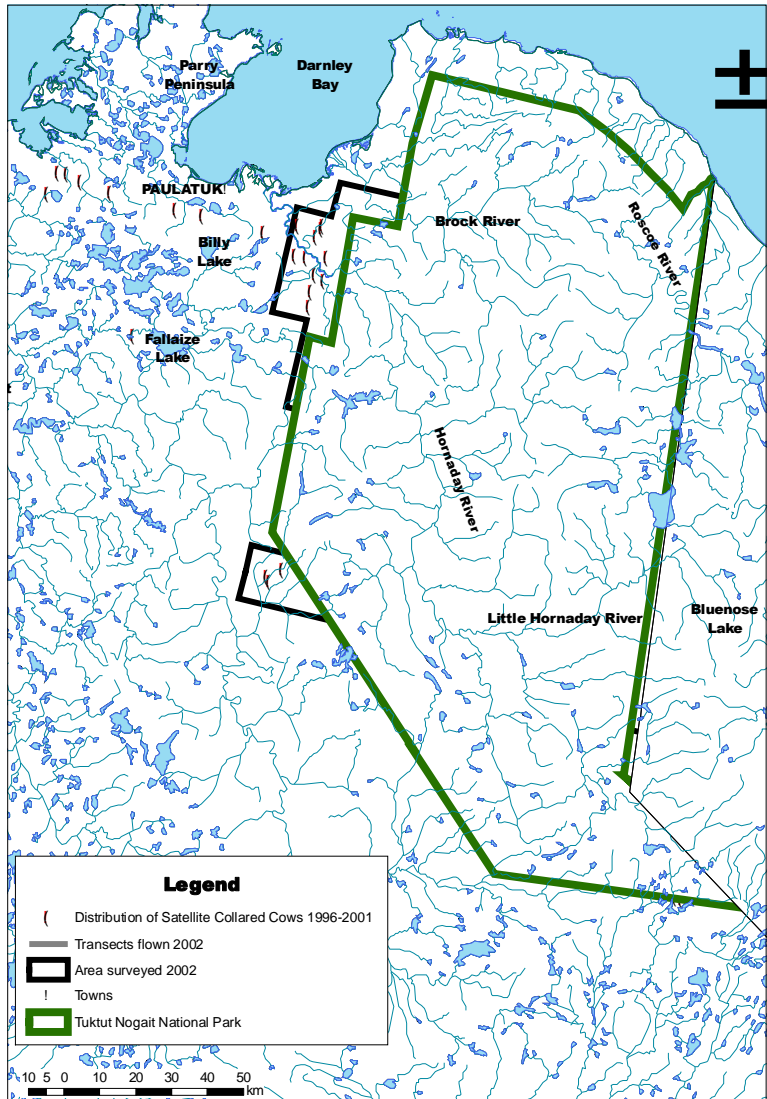 Parry
Peninsula
Darnley
Bay
PAULATUK!
Brock River
Roscoe River
Billy
Lake
Fallaize
Lake
t
Hornaday River
Little Hornaday River
Bluenose
Lake
Legend
( Distribution of Satellite Collared Cows 1996-2001
Transects flown 2002
Area surveyed 2002
! Towns
Tuktut Nogait National Park
10 5 0 10 20 30 40 50
km